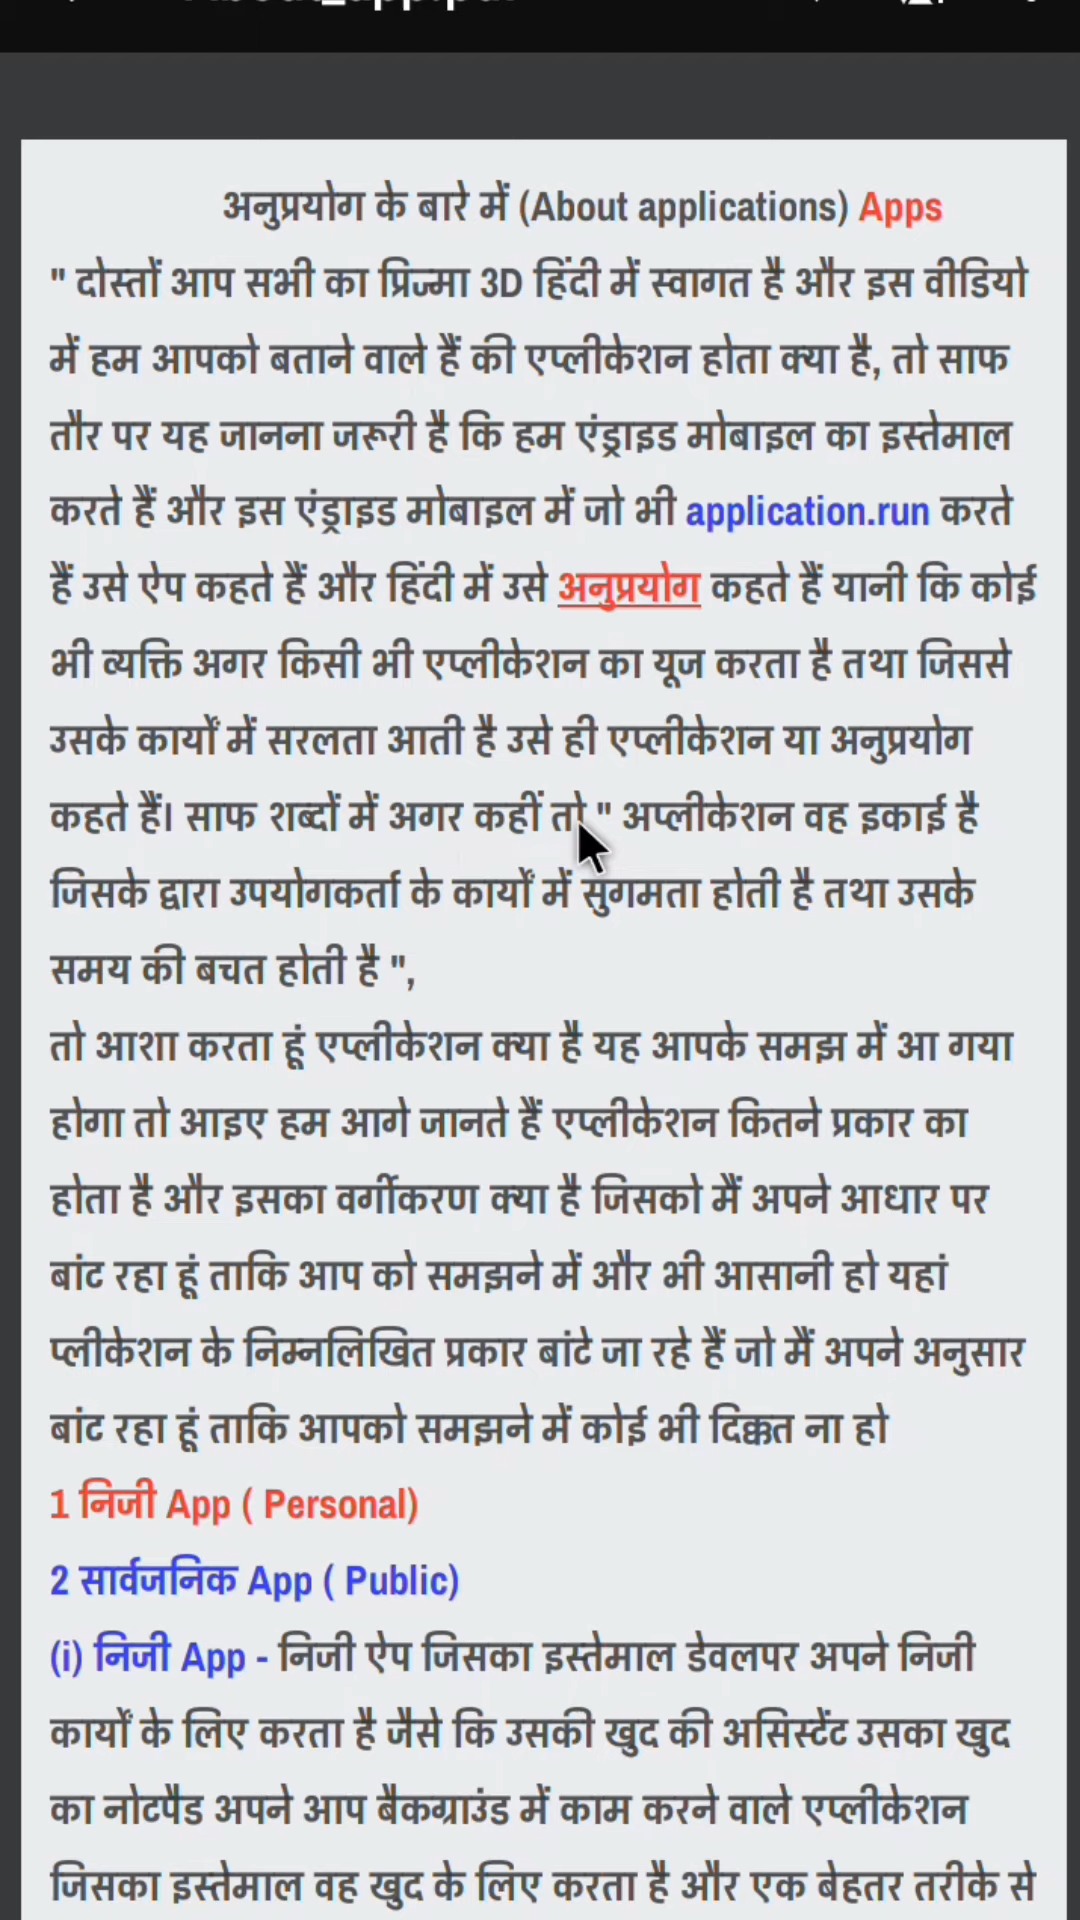 अनुप्रयोग के बारे में (About applications) Apps
" दोस्तों आप सभी का प्रिज्मा 3D हिंदी में स्वागत है और इस वीडियो
में हम आपको बताने वाले हैं की एप्लीकेशन होता क्या है, तो साफ
तौर पर यह जानना जरूरी है कि हम एंड्राइड मोबाइल का इस्तेमाल
करते हैं और इस एंड्राइड मोबाइल में जो भी application.run करते
हैं उसे ऐप कहते हैं और हिंदी में उसे अनुप्रयोग कहते हैं यानी कि कोई
भी व्यक्ति अगर किसी भी एप्लीकेशन का यूज करता है तथा जिससे
उसके कार्यों में सरलता आती है उसे ही एप्लीकेशन या अनुप्रयोग
कहते हैं। साफ शब्दों में अगर कहीं तो " अप्लीकेशन वह इकाई है
जिसके द्वारा उपयोगकर्ता के कार्यों में सुगमता होती है तथा उसके
समय की बचत होती है ",
तो आशा करता हूं एप्लीकेशन क्या है यह आपके समझ में आ गया
होगा तो आइए हम आगे जानते हैं एप्लीकेशन कितने प्रकार का
होता है और इसका वर्गीकरण क्या है जिसको मैं अपने आधार पर
बांट रहा हूं ताकि आप को समझने में और भी आसानी हो यहां
प्लीकेशन के निम्नलिखित प्रकार बांटे जा रहे हैं जो मैं अपने अनुसार
बांट रहा हूं ताकि आपको समझने में कोई भी दिक्कत ना हो
1 निजी App ( Personal)
2 सार्वजनिक App ( Public)
(i) निजी App - निजी ऐप जिसका इस्तेमाल डेवलपर अपने निजी
कार्यों के लिए करता है जैसे कि उसकी खुद की असिस्टेंट उसका खुद
का नोटपैड अपने आप बैकग्राउंड में काम करने वाले एप्लीकेशन
जिसका इस्तेमाल वह खुद के लिए करता है और एक बेहतर तरीके से